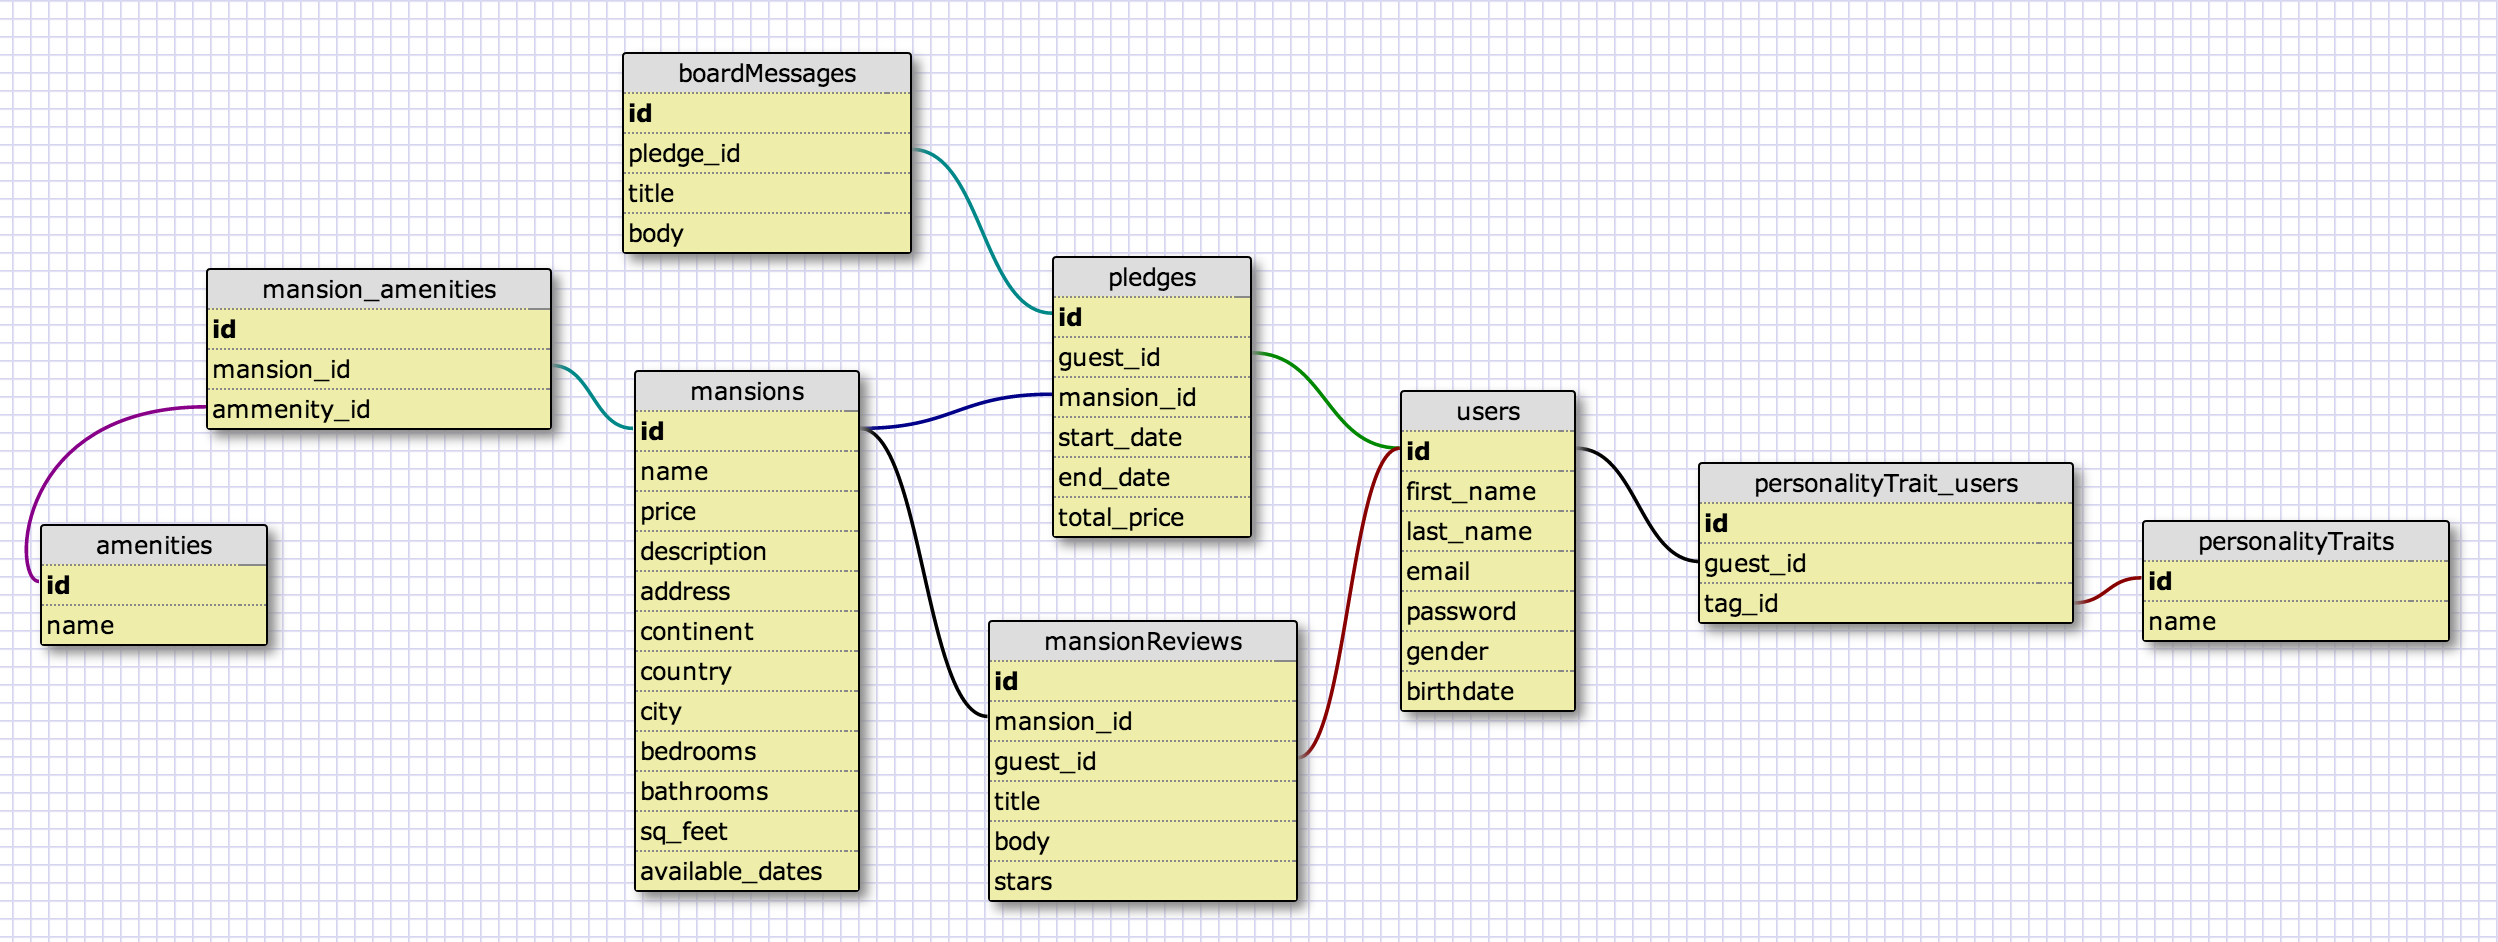 boardMessages
id
pledge_id
title
body
mansion_amenities
id
mansion_id
ammenity_id
amenities
id
name
mansions
id
name
price
description
address
continent
country
city
bedrooms
bathrooms
sq_feet
available_dates
pledges
id
guest_id
mansion_id
start_date
end_date
total_price
mansionReviews
id
mansion_id
guest_id
title
body
stars
users
id
first_name
last_name
email
password
gender
birthdate
personalityTrait_users
id
guest_id
tag_id
personalityTraits
id
name